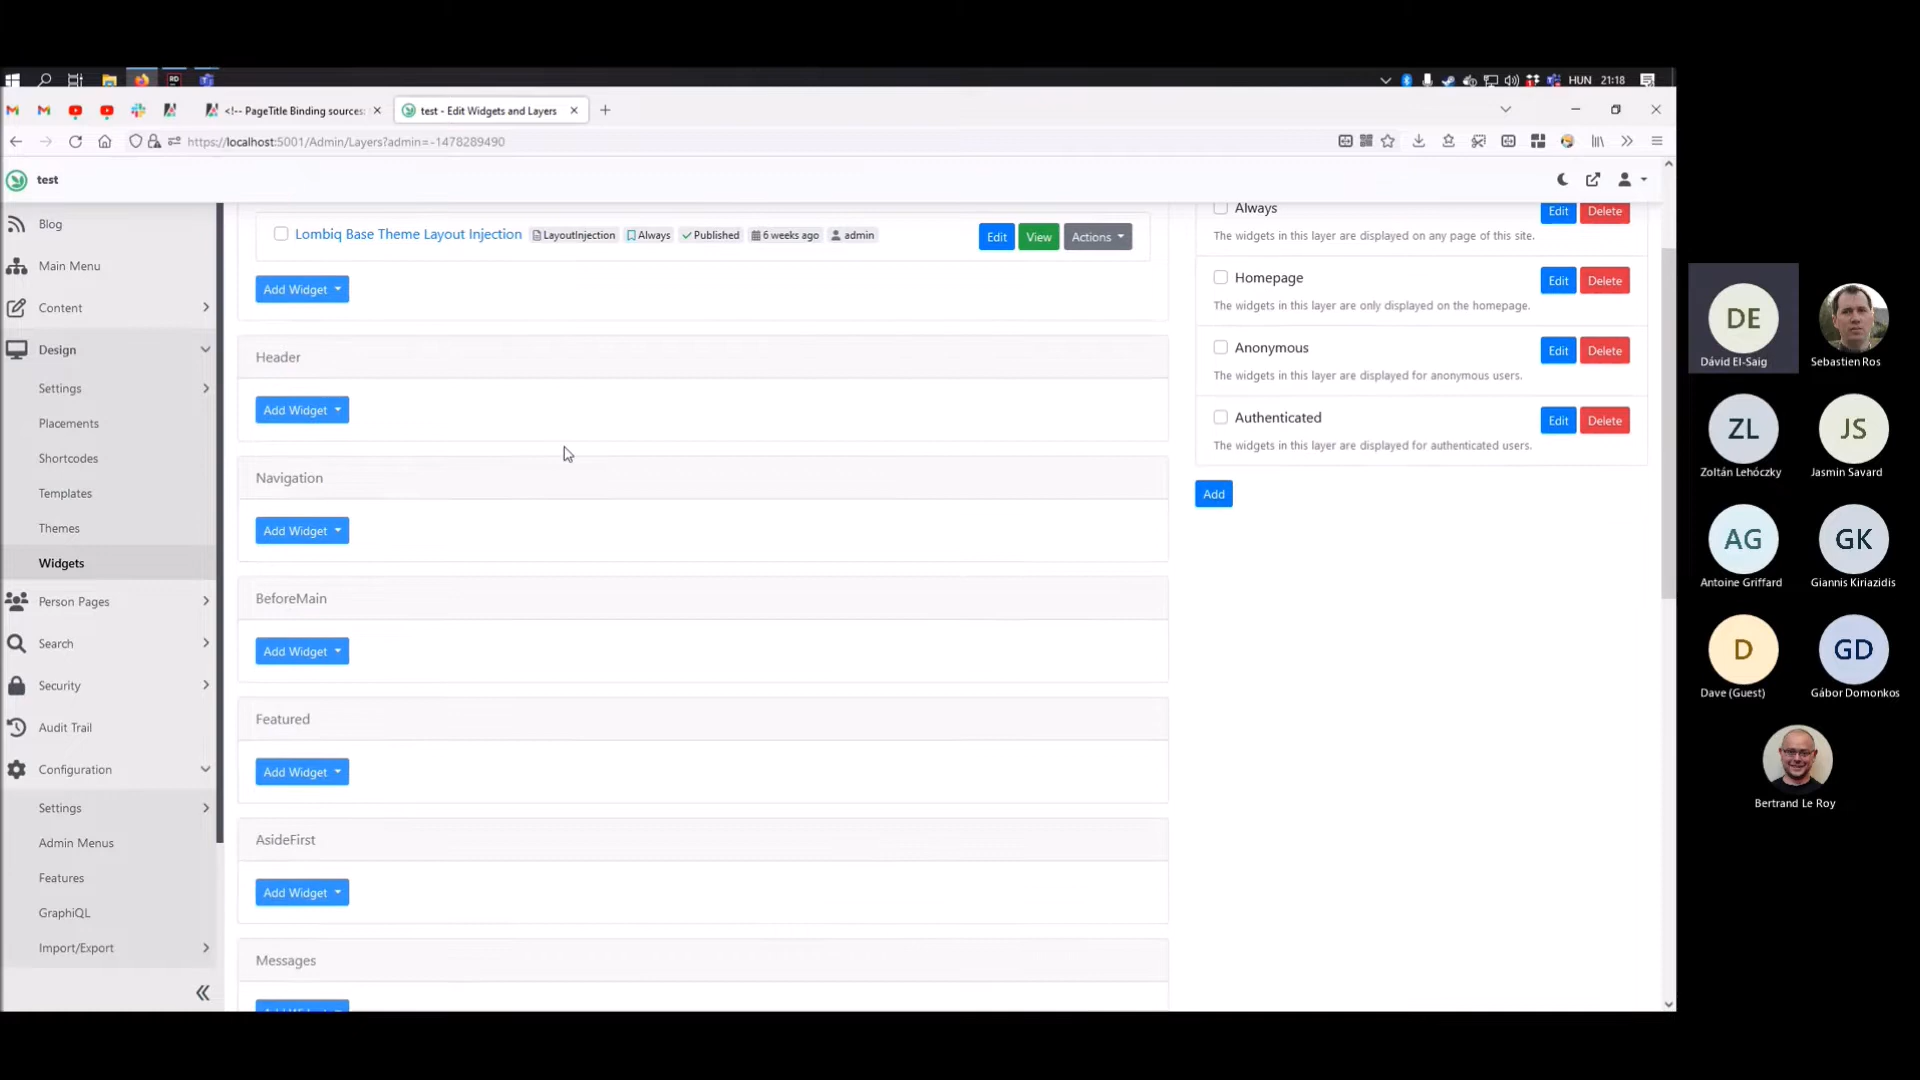 HUN 21:18
<!-- PageTitle Binding sources:
test - Edit Widgets and Layers
https://localhost:5001/Admin/Layers?admin=-1478289490
test
Blog
Main Menu
Content
Design
Settings
Placements
Shortcodes
Templates
Themes
Widgets
Person Pages
Search
Security
Audit Trail
Configuration
Settings
Admin Menus
Features
GraphiQL
Import/Export
Lombiq Base Theme Layout Injection LayoutInjection Always Published 6 weeks ago admin Edit View Actions
Add Widget
Header
Add Widget
Navigation
Add Widget
BeforeMain
Add Widget
Featured
Add Widget
AsideFirst
Add Widget
Messages
Always Edit Delete
The widgets in this layer are displayed on any page of this site.
Homepage Edit Delete
The widgets in this layer are only displayed on the homepage.
Anonymous Edit Delete
The widgets in this layer are displayed for anonymous users.
Authenticated Edit Delete
The widgets in this layer are displayed for authenticated users.
Add
DE
Dávid El-Saig
Sebastien Ros
ZL
Zoltán Lehóczky
JS
Jasmin Savard
AG
Antoine Griffard
GK
Giannis Kiriazidis
D
Dave (Guest)
GD
Gábor Domonkos
Bertrand Le Roy